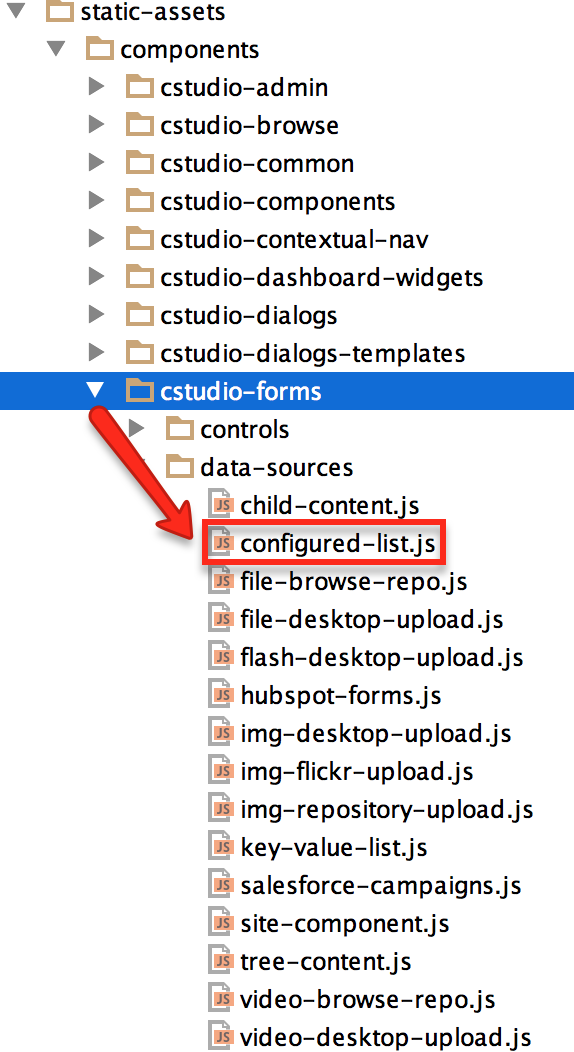 static-assets
components
cstudio-admin
cstudio-browse
cstudio-common
cstudio-components
cstudio-contextual-nav
cstudio-dashboard-widgets
cstudio-dialogs
cstudio-dialogs-templates
cstudio-forms
controls
data-sources
JS child-content.js
JS configured-list.js
JS file-browse-repo.js
JS file-desktop-upload.js
JS flash-desktop-upload.js
JS hubspot-forms.js
JS img-desktop-upload.js
JS img-flickr-upload.js
JS img-repository-upload.js
JS key-value-list.js
JS salesforce-campaigns.js
JS site-component.js
JS tree-content.js
JS video-browse-repo.js
JS video-desktop-upload.js